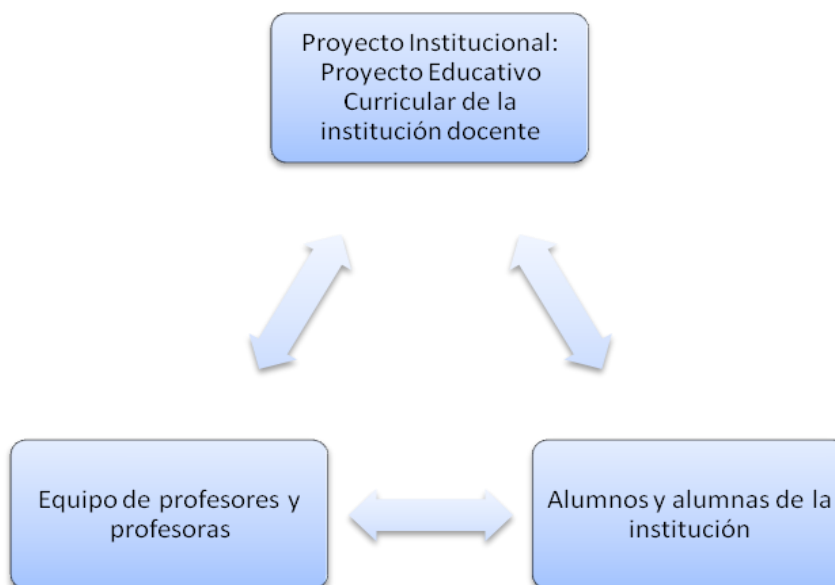 Proyecto Institucional:
Proyecto Educativo
Curricular de la
institución docente
Equipo de profesores y
profesoras
Alumnos y alumnas de la
institución